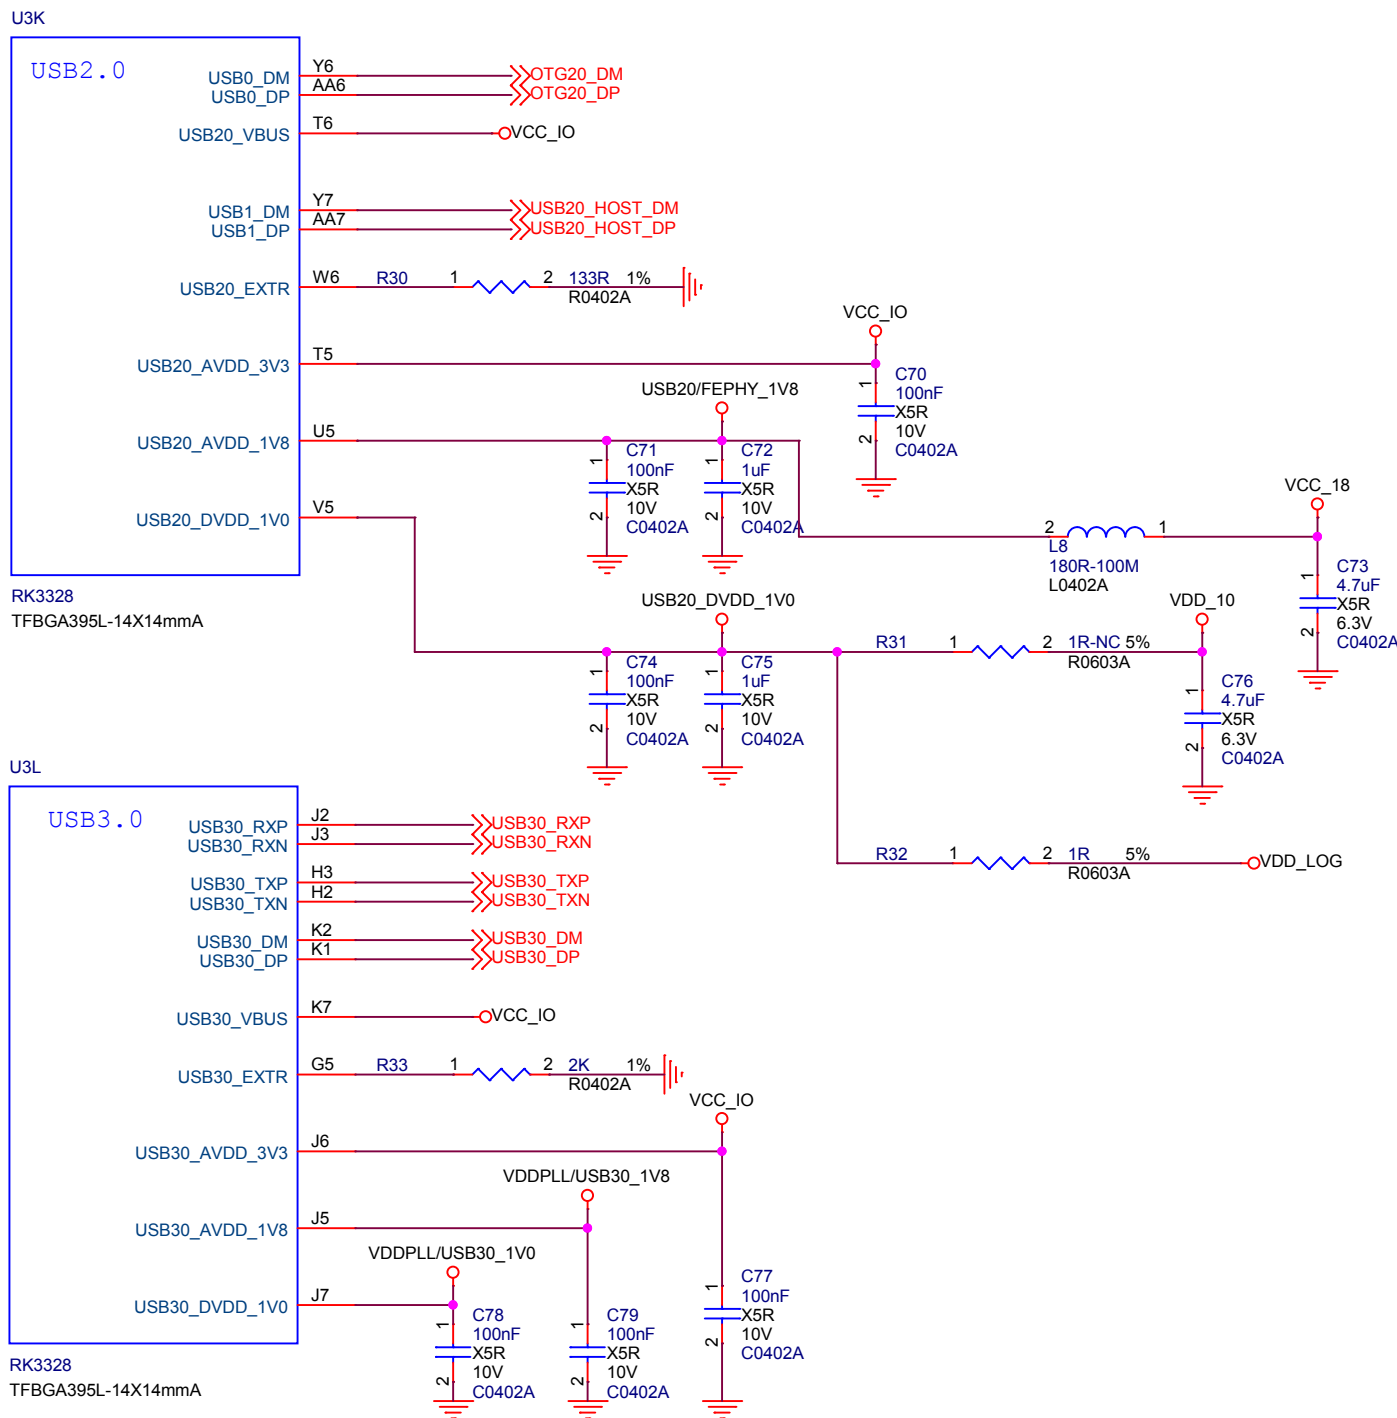 U3K
USB2.0
USB0_DM Y6 OTG20_DM
USB0_DP AA6 OTG20_DP
USB20_VBUS T6 VCC_IO
USB1_DM Y7 USB20_HOST_DM
USB1_DP AA7 USB20_HOST_DP
USB20_EXTR W6 R30 1 2 133R 1%
R0402A
VCC_IO
USB20_AVDD_3V3 T5
1 C70
100nF
X5R
10V
2 C0402A
USB20/FEPHY_1V8
USB20_AVDD_1V8 U5
1 C71
100nF
X5R
10V
2 C0402A
1 C72
1uF
X5R
10V
2 C0402A
VCC_18
2 1
L8
180R-100M
L0402A
1 C73
4.7uF
X5R
6.3V
2 C0402A
USB20_DVDD_1V0 V5
RK3328
TFBGA395L-14X14mmA
USB20_DVDD_1V0
VDD_10
R31 1 2 1R-NC 5%
R0603A
1 C74
100nF
X5R
10V
2 C0402A
1 C75
1uF
X5R
10V
2 C0402A
1 C76
4.7uF
X5R
6.3V
2 C0402A
R32 1 2 1R 5% VDD_LOG
R0603A
U3L
USB3.0
USB30_RXP J2 USB30_RXP
USB30_RXN J3 USB30_RXN
USB30_TXP H3 USB30_TXP
USB30_TXN H2 USB30_TXN
USB30_DM K2 USB30_DM
USB30_DP K1 USB30_DP
USB30_VBUS K7 VCC_IO
USB30_EXTR G5 R33 1 2 2K 1%
R0402A
VCC_IO
USB30_AVDD_3V3 J6
VDDPLL/USB30_1V8
USB30_AVDD_1V8 J5
VDDPLL/USB30_1V0
USB30_DVDD_1V0 J7
1 C77
100nF
X5R
10V
2 C0402A
1 C78
100nF
X5R
10V
2 C0402A
1 C79
100nF
X5R
10V
2 C0402A
RK3328
TFBGA395L-14X14mmA